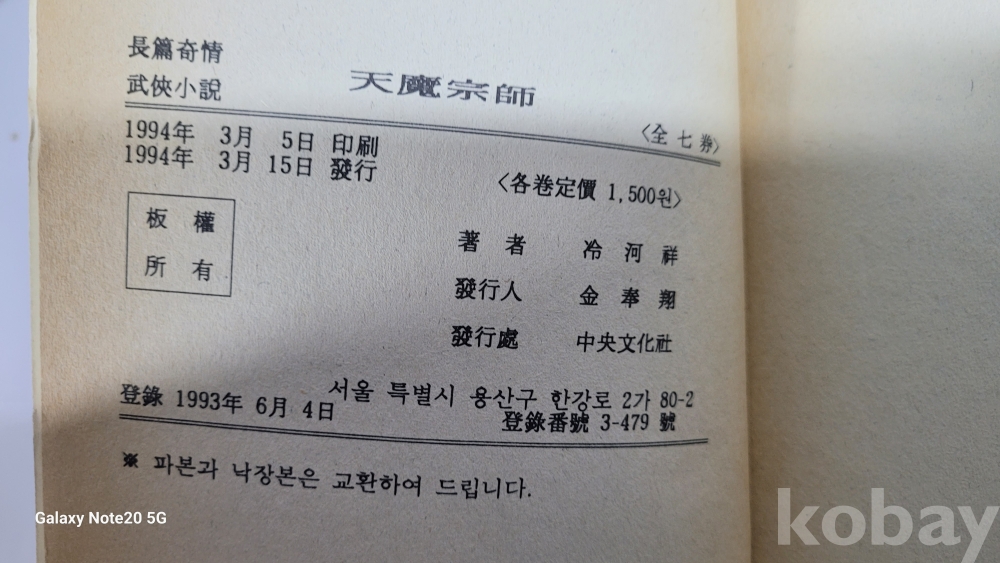 長篇奇情
武俠小說
天魔宗師
〈全七券〉
1994年 3月 5日 印刷
1994年 3月 15日 發行
〈各卷定價 1,500원〉
板權
所有
著者 冷河祥
發行人 金奉翔
發行處 中央文化社
서울 특별시 용산구 한강로 2가 80-2
登錄 1993年 6月 4日 登錄番號 3-479 號
※ 파본과 낙장본은 교환하여 드립니다.
Galaxy Note20 5G
kobay